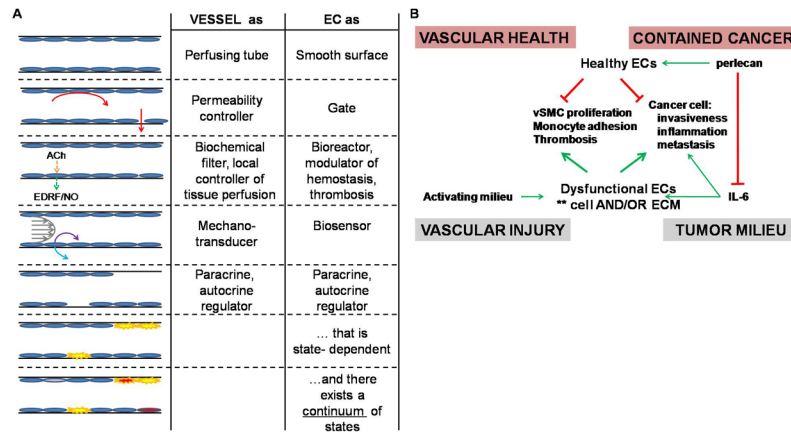 A
VESSEL as
EC as
Perfusing tube
Smooth surface
Permeability
controller
Gate
ACh
EDRF/NO
Biochemical
filter, local
controller of
tissue perfusion
Bioreactor,
modulator of
hemostasis,
thrombosis
Mechano-
transducer
Biosensor
Paracrine,
autocrine
regulator
Paracrine,
autocrine
regulator
... that is
state- dependent
...and there
exists a
continuum of
states
B
VASCULAR HEALTH
CONTAINED CANCER
Healthy ECs
perlecan
vSMC proliferation
Monocyte adhesion
Thrombosis
Cancer cell:
invasiveness
inflammation
metastasis
Activating milieu
Dysfunctional ECs
** cell AND/OR ECM
IL-6
VASCULAR INJURY
TUMOR MILIEU